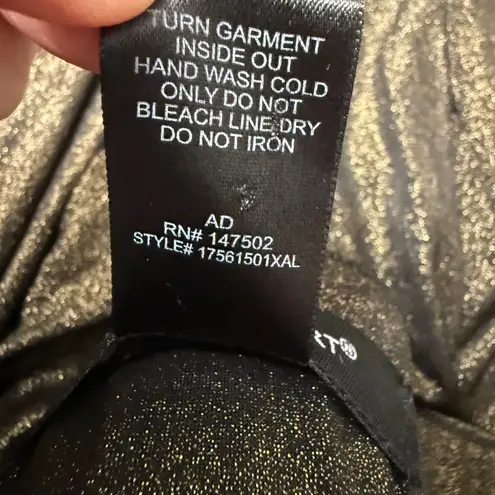 TURN GARMENT
INSIDE OUT
HAND WASH COLD
ONLY DO NOT
BLEACH LINE DRY
DO NOT IRON
AD
RN# 147502
STYLE# 17561501XAL
RT®